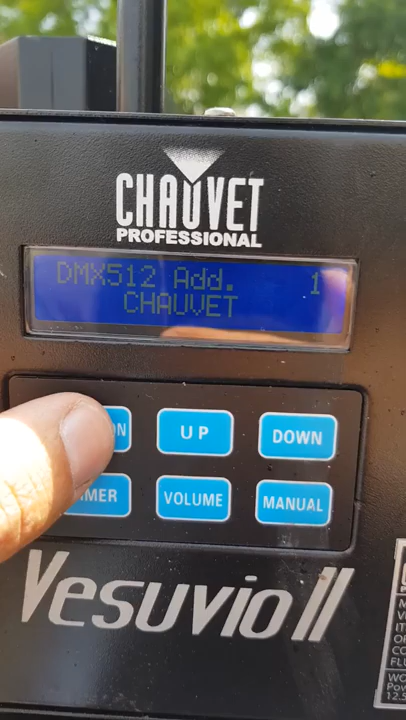 CHAUVET
PROFESSIONAL
DMX512 Add. 1
CHAUVET
UP
DOWN
VOLUME
MANUAL
Vesuvio II